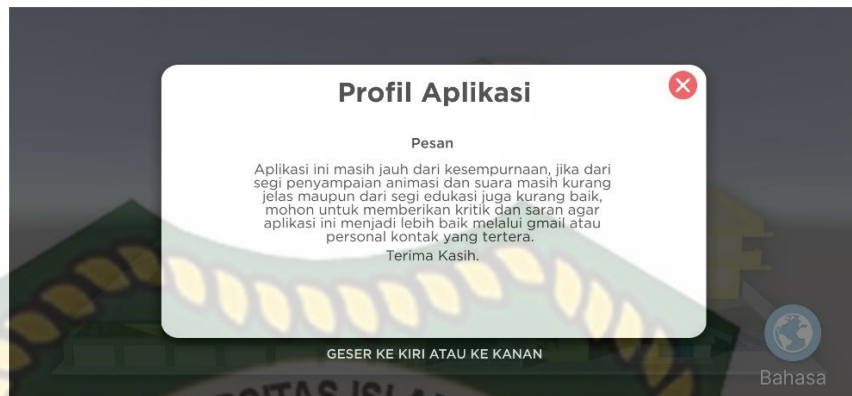 Profil Aplikasi
Pesan
Aplikasi ini masih jauh dari kesempurnaan, jika dari
segi penyampaian animasi dan suara masih kurang
jelas maupun dari segi edukasi juga kurang baik,
mohon untuk memberikan kritik dan saran agar
aplikasi ini menjadi lebih baik melalui gmail atau
personal kontak yang tertera.
Terima Kasih.
GESER KE KIRI ATAU KE KANAN
Bahasa